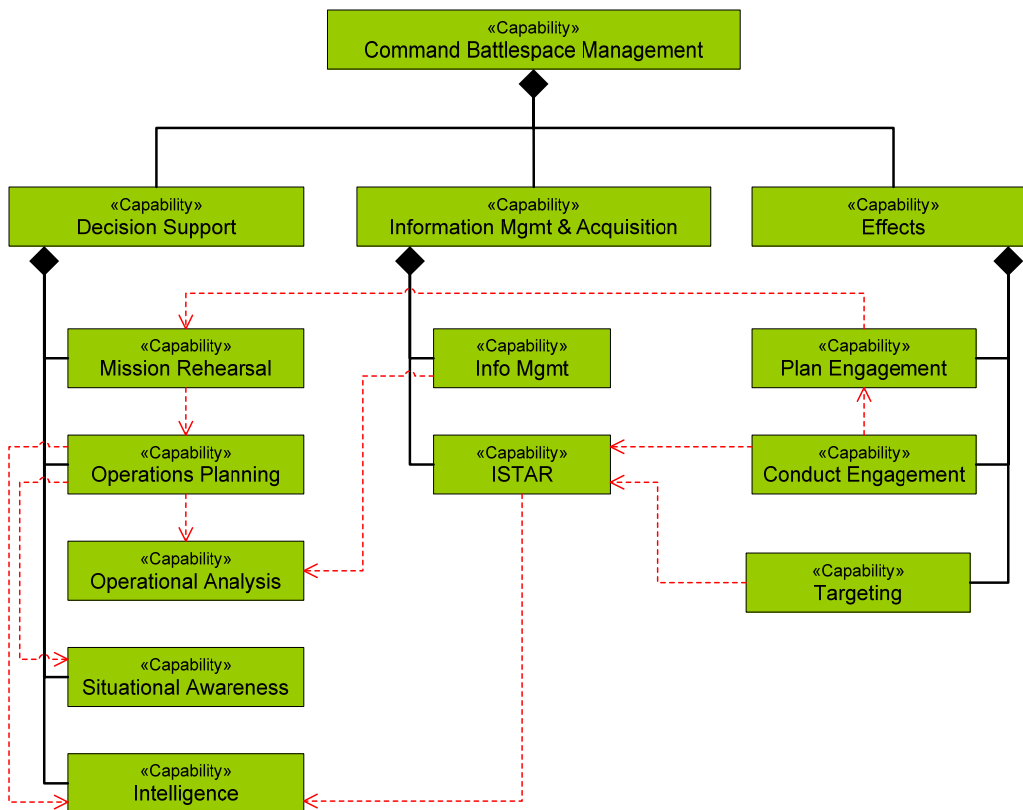 «Capability»
Command Battlespace Management
«Capability»
Decision Support
«Capability»
Information Mgmt & Acquisition
«Capability»
Effects
«Capability»
Mission Rehearsal
«Capability»
Info Mgmt
«Capability»
Plan Engagement
«Capability»
Operations Planning
«Capability»
ISTAR
«Capability»
Conduct Engagement
«Capability»
Operational Analysis
«Capability»
Targeting
«Capability»
Situational Awareness
«Capability»
Intelligence